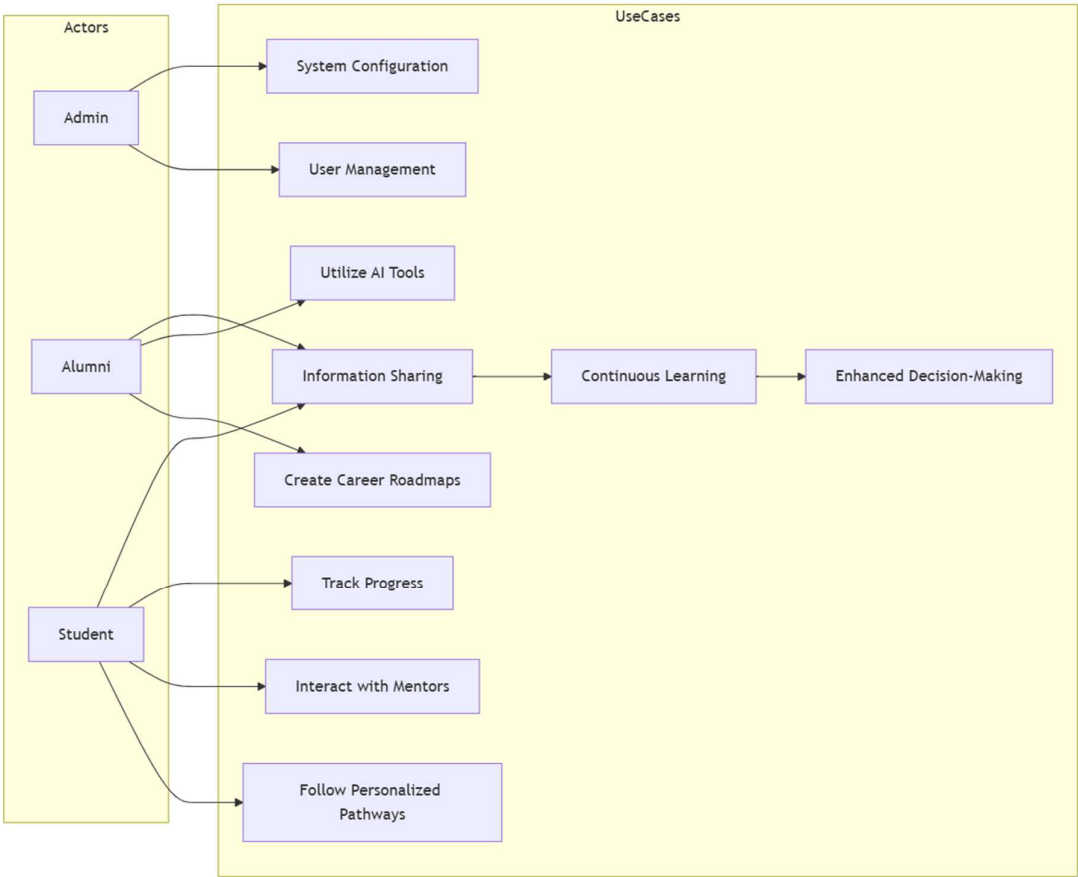 Actors
Admin
Alumni
Student
UseCases
System Configuration
User Management
Utilize AI Tools
Information Sharing
Continuous Learning
Enhanced Decision-Making
Create Career Roadmaps
Track Progress
Interact with Mentors
Follow Personalized
Pathways